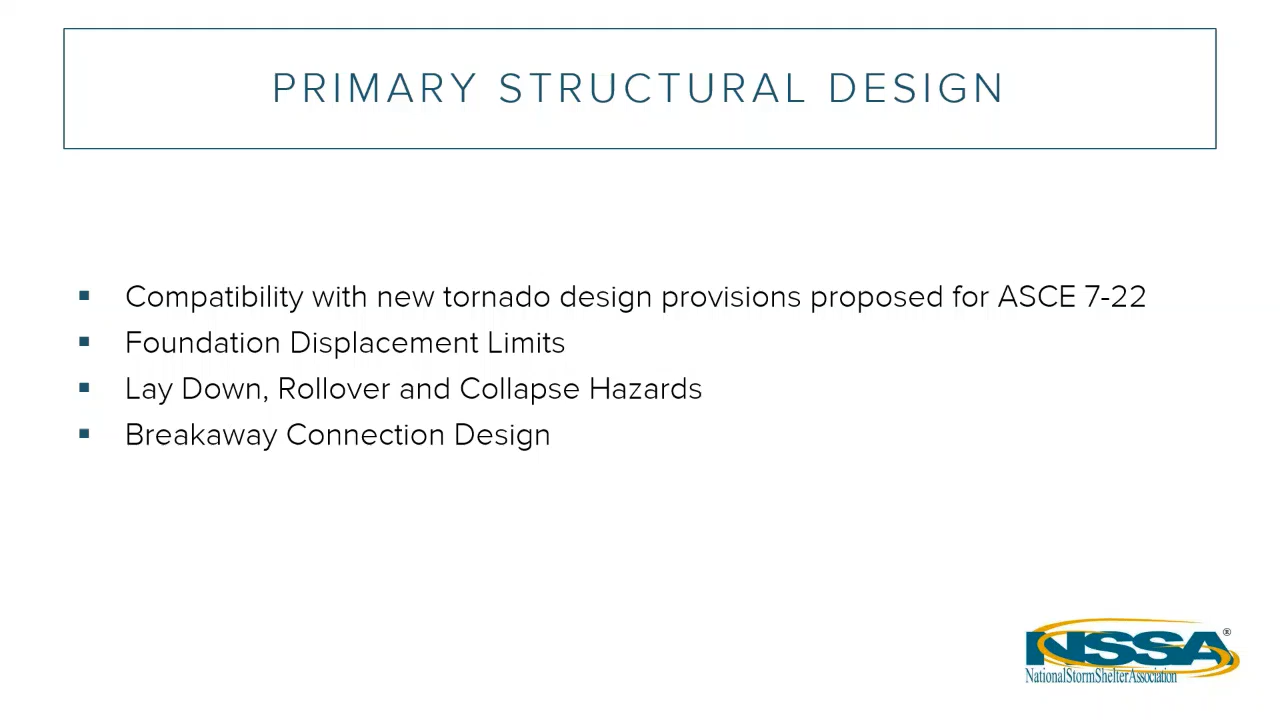 PRIMARY STRUCTURAL DESIGN
▪ Compatibility with new tornado design provisions proposed for ASCE 7-22
▪ Foundation Displacement Limits
▪ Lay Down, Rollover and Collapse Hazards
▪ Breakaway Connection Design
NSSA®
NationalStormShelterAssociation